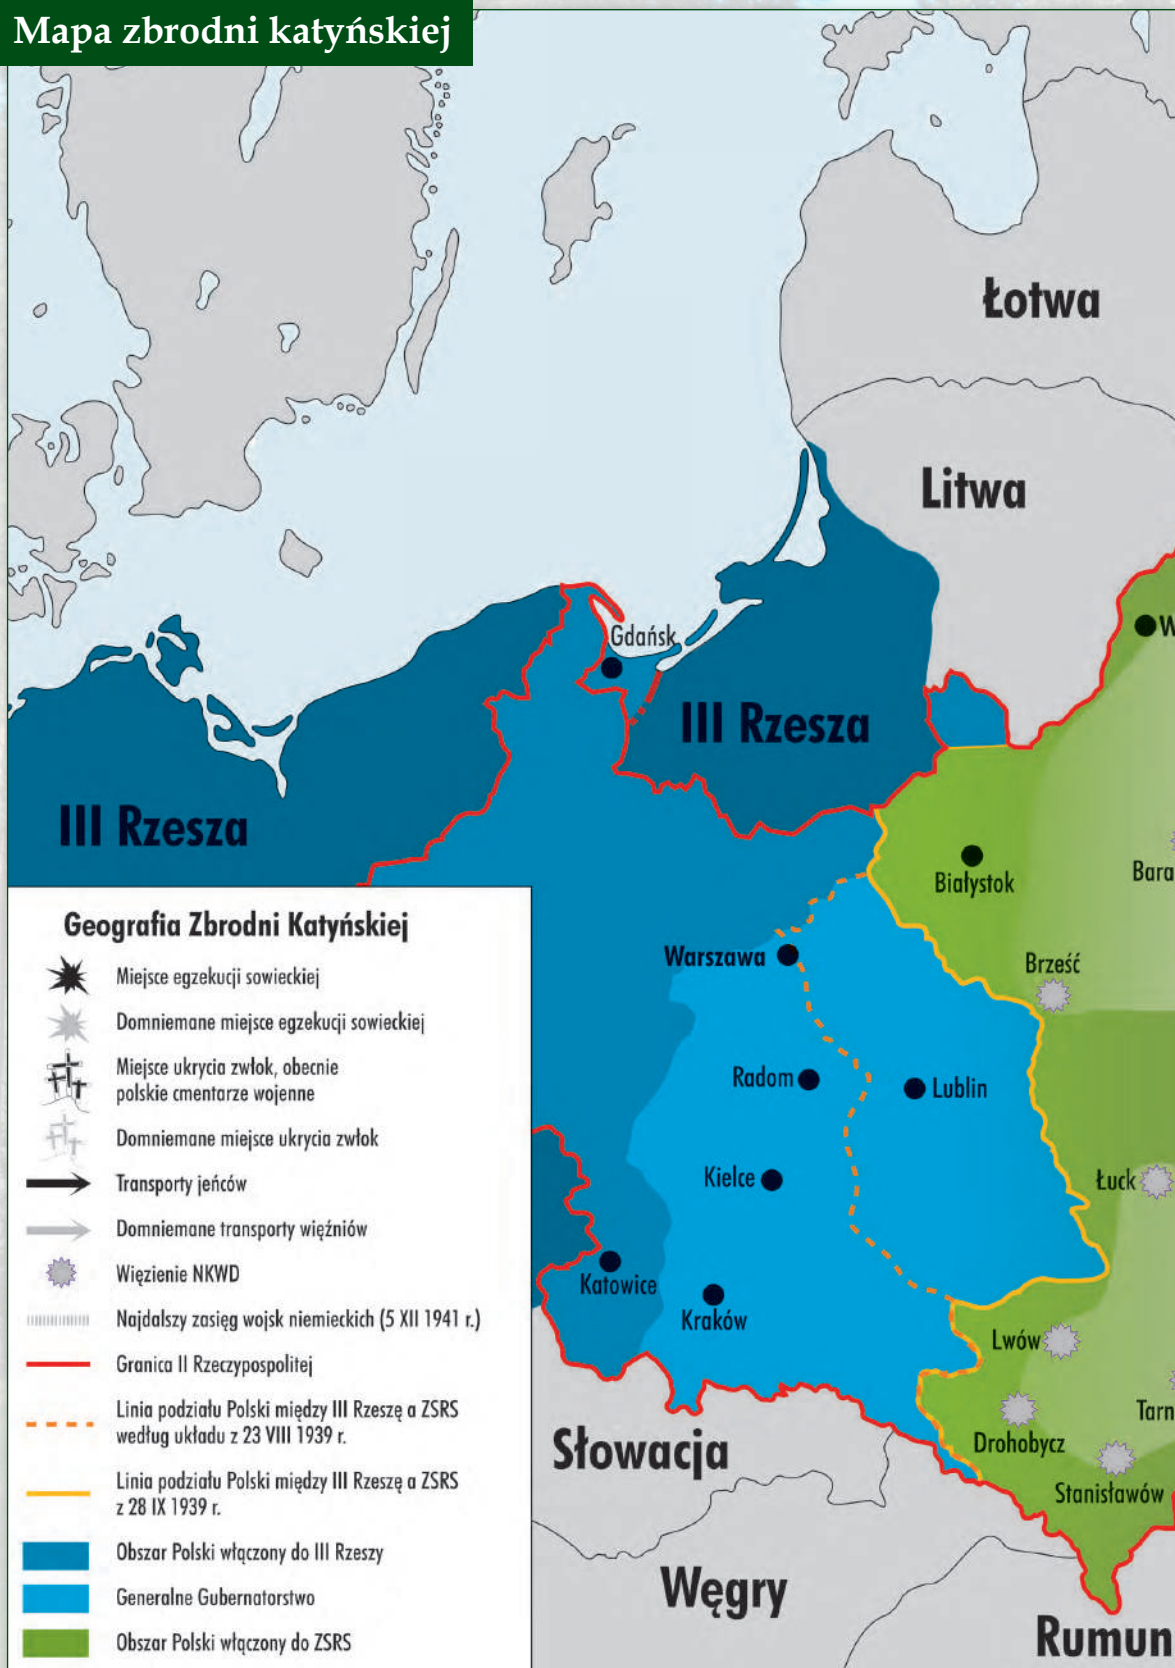 Mapa zbrodni katyńskiej
Łotwa
Litwa
Gdańsk
W
III Rzesza
III Rzesza
Białystok
Bara
Brześć
Warszawa
Radom
Lublin
Kielce
Łuck
Katowice
Kraków
Lwów
Tarn
Drohobycz
Stanisławów
Słowacja
Węgry
Rumun
Geografia Zbrodni Katyńskiej
Miejsce egzekucji sowieckiej
Domniemane miejsce egzekucji sowieckiej
Miejsce ukrycia zwłok, obecnie
polskie cmentarze wojenne
Domniemane miejsce ukrycia zwłok
Transporty jeńców
Domniemane transporty więźniów
Więzienie NKWD
Najdalszy zasięg wojsk niemieckich (5 XII 1941 r.)
Granica II Rzeczypospolitej
Linia podziału Polski między III Rzeszę a ZSRS
według układu z 23 VIII 1939 r.
Linia podziału Polski między III Rzeszę a ZSRS
z 28 IX 1939 r.
Obszar Polski włączony do III Rzeszy
Generalne Gubernatorstwo
Obszar Polski włączony do ZSRS